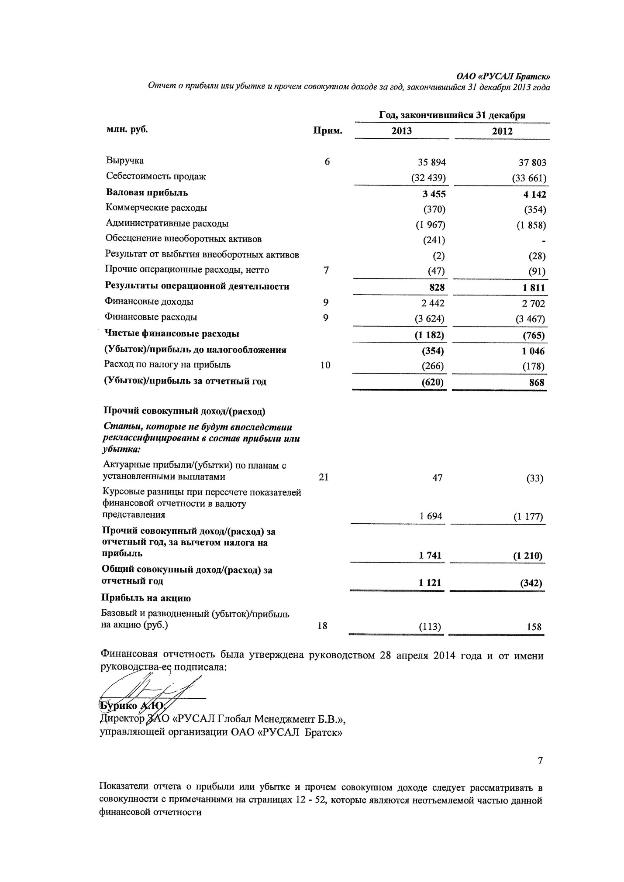 ОАО «РУСАЛ Братск»
Отчет о прибыли или убытке и прочем совокупном доходе за год, закончившийся 31 декабря 2013 года
Год, закончившийся 31 декабря
млн. руб. Прим. 2013 2012
Выручка 6 35 894 37 803
Себестоимость продаж (32 439) (33 661)
Валовая прибыль 3 455 4 142
Коммерческие расходы (370) (354)
Административные расходы (1 967) (1 858)
Обесценение внеоборотных активов (241) -
Результат от выбытия внеоборотных активов (2) (28)
Прочие операционные расходы, нетто 7 (47) (91)
Результаты операционной деятельности 828 1 811
Финансовые доходы 9 2 442 2 702
Финансовые расходы 9 (3 624) (3 467)
Чистые финансовые расходы (1 182) (765)
(Убыток)/прибыль до налогообложения (354) 1 046
Расход по налогу на прибыль 10 (266) (178)
(Убыток)/прибыль за отчетный год (620) 868
Прочий совокупный доход/(расход)
Статьи, которые не будут впоследствии
реклассифицированы в состав прибыли или
убытка:
Актуарные прибыли/(убытки) по планам с
установленными выплатами 21 47 (33)
Курсовые разницы при пересчете показателей
финансовой отчетности в валюту
представления 1 694 (1 177)
Прочий совокупный доход/(расход) за
отчетный год, за вычетом налога на
прибыль 1 741 (1 210)
Общий совокупный доход/(расход) за
отчетный год 1 121 (342)
Прибыль на акцию
Базовый и разводненный (убыток)/прибыль
на акцию (руб.) 18 (113) 158
Финансовая отчетность была утверждена руководством 28 апреля 2014 года и от имени
руководства ее подписала:
Бурико А.Ю.
Директор ЗАО «РУСАЛ Глобал Менеджмент Б.В.»,
управляющей организации ОАО «РУСАЛ Братск»
7
Показатели отчета о прибыли или убытке и прочем совокупном доходе следует рассматривать в
совокупности с примечаниями на страницах 12 - 52, которые являются неотъемлемой частью данной
финансовой отчетности